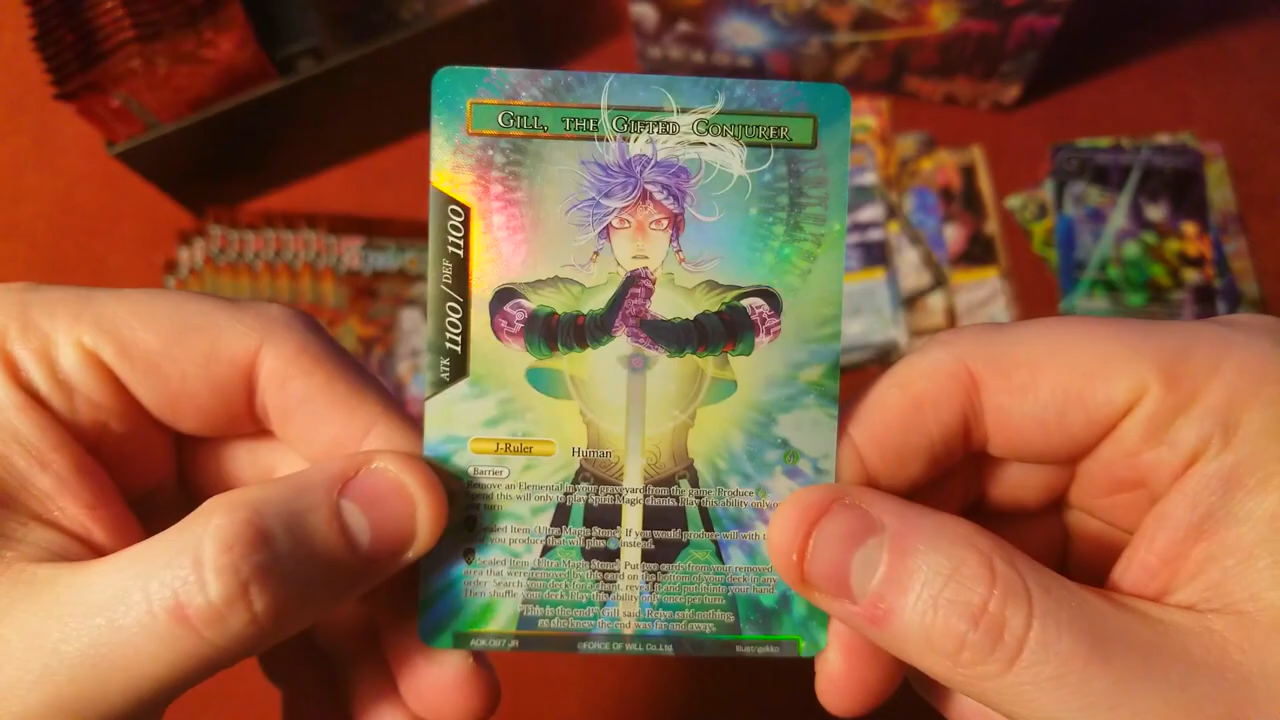 GILL, THE GIFTED CONJURER
ATK 1100/DEF 1100
J-Ruler Human
Barrier
Remove an Elemental in your graveyard from the game: Produce
Spend this will only to play Spirit Magic chants. Play this ability only
turn
Sealed Item (Ultra Magic Stone): If you would produce will with
you produce that will plus instead.
Sealed Item (Ultra Magic Stone): Put two cards from your removed
area that were removed by this card on the bottom of your deck in any
order: Search your deck for a chant, reveal it and put it into your hand.
Then shuffle your deck. Play this ability only once per turn.
"This is the end!" Gill said. Reiya said nothing,
as she knew the end was far and away.
AOK-097 JR ©FORCE OF WILL Co.,Ltd. Illust/gekko